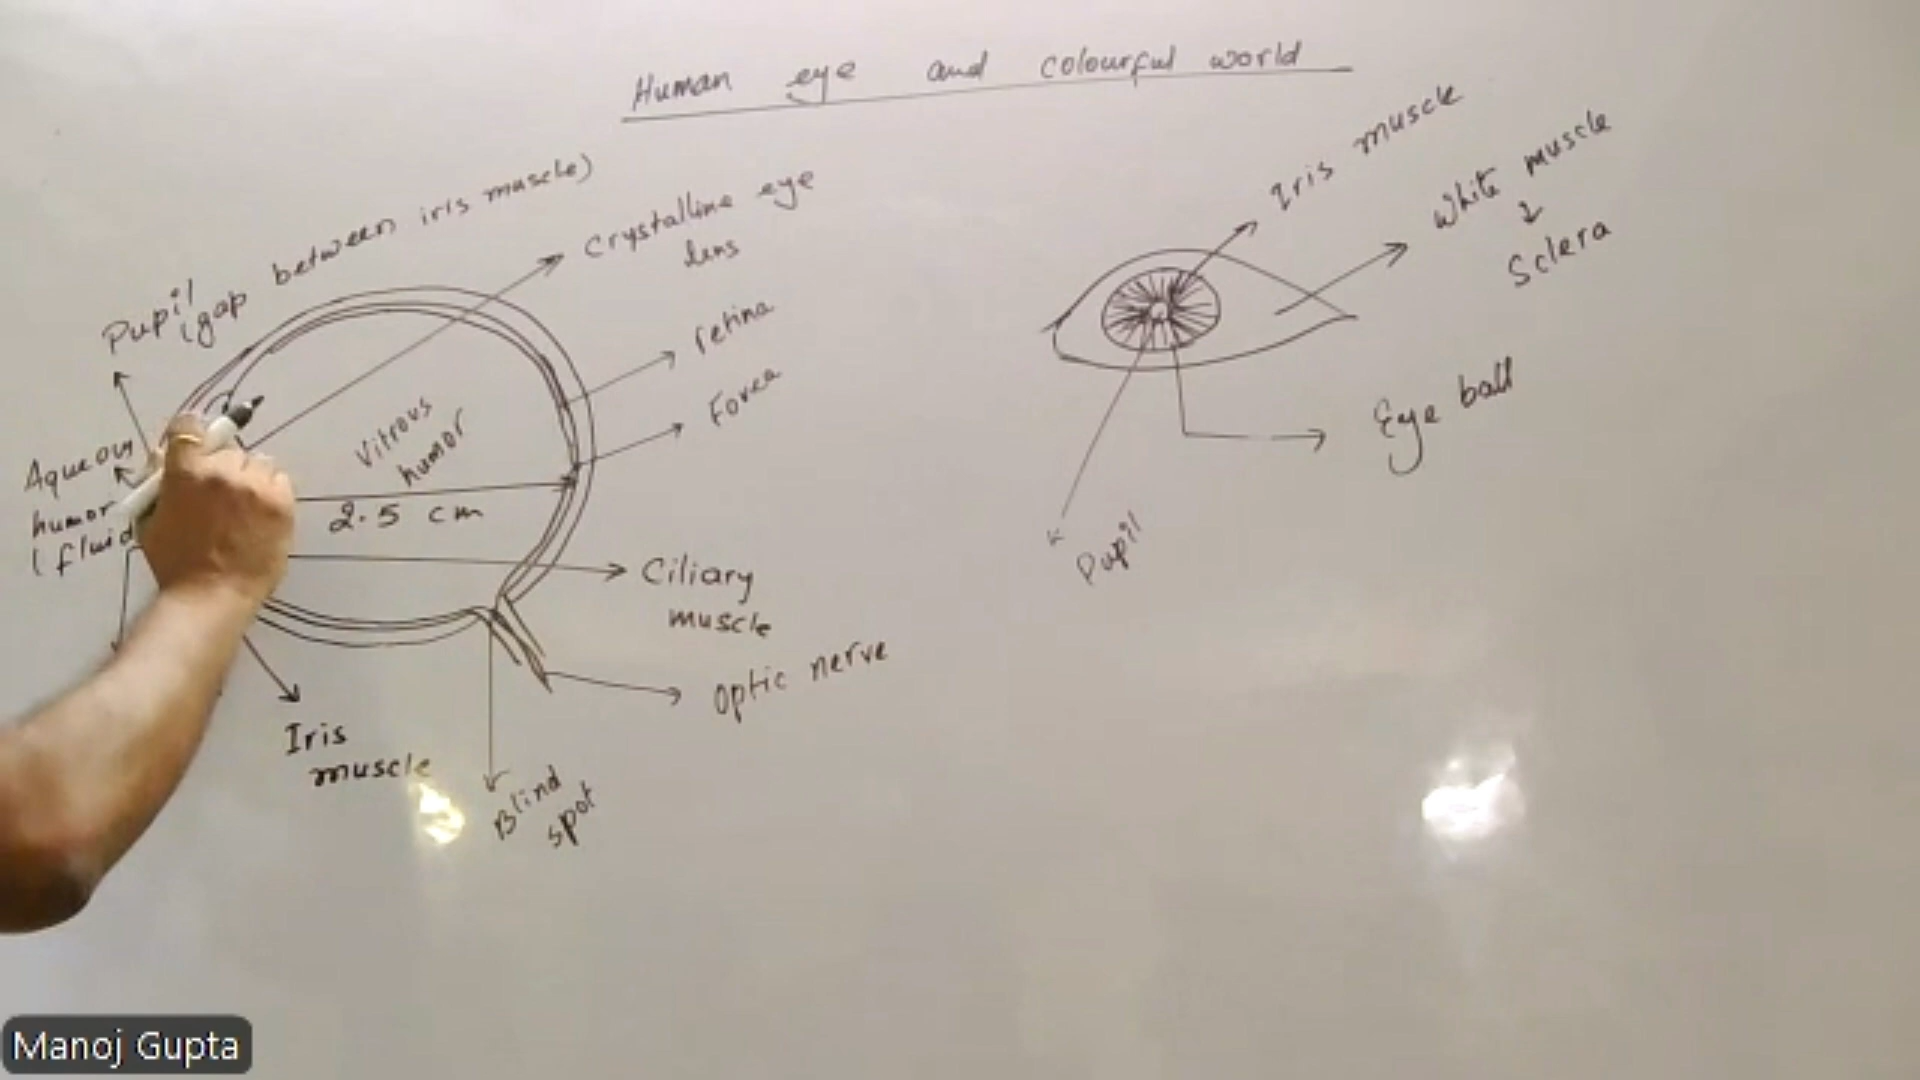 Human eye and colourful world
Pupil
(gap between iris muscle)
Crystalline eye
lens
retina
Fovea
Vitrous
humor
2.5 cm
Aqueous
humor
(fluid
Ciliary
muscle
Optic nerve
Iris
muscle
Blind
spot
Iris muscle
White muscle
Sclera
Eye ball
Pupil
Manoj Gupta